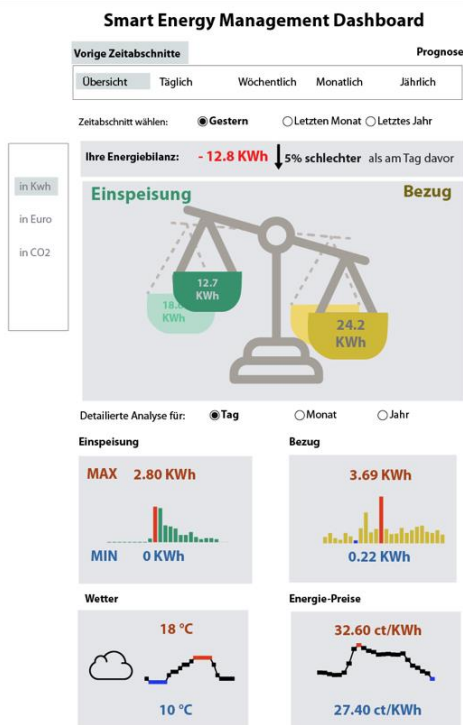 Smart Energy Management Dashboard
Vorige Zeitabschnitte Prognose
Übersicht Täglich Wöchentlich Monatlich Jährlich
Zeitabschnitt wählen: Gestern Letzten Monat Letztes Jahr
Ihre Energiebilanz: - 12.8 KWh 5% schlechter als am Tag davor
in Kwh
in Euro
in CO2
Einspeisung Bezug
12.7
KWh
KWh
24.2
KWh
Detailierte Analyse für: Tag Monat Jahr
Einspeisung Bezug
MAX 2.80 KWh 3.69 KWh
MIN 0 KWh 0.22 KWh
Wetter Energie-Preise
18 °C 32.60 ct/KWh
10 °C 27.40 ct/KWh